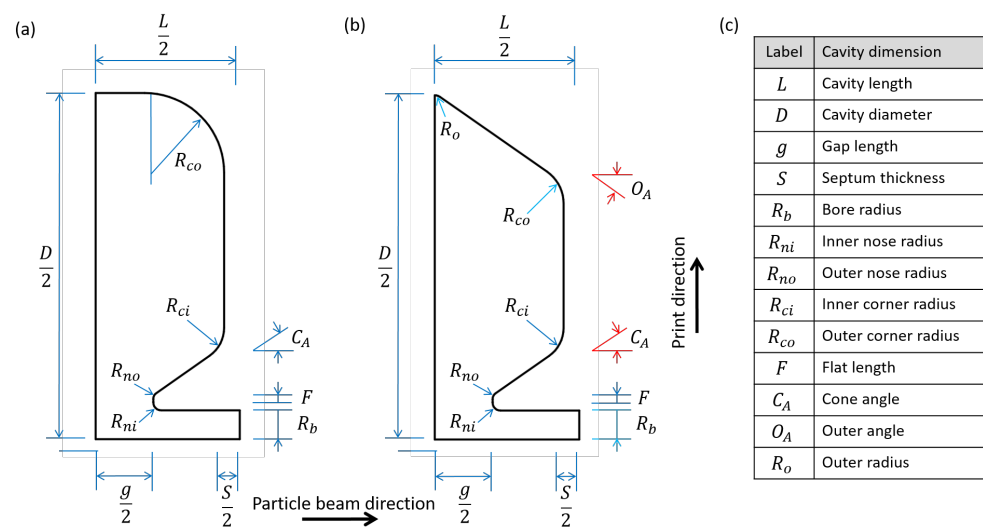 (a)
L/2
R_co
D/2
R_ci
C_A
R_no
F
R_ni
R_b
g/2
S/2
(b)
L/2
R_o
O_A
R_co
D/2
R_ci
C_A
R_no
F
R_ni
R_b
g/2
S/2
Particle beam direction
Print direction
(c)
Label Cavity dimension
L Cavity length
D Cavity diameter
g Gap length
S Septum thickness
R_b Bore radius
R_ni Inner nose radius
R_no Outer nose radius
R_ci Inner corner radius
R_co Outer corner radius
F Flat length
C_A Cone angle
O_A Outer angle
R_o Outer radius